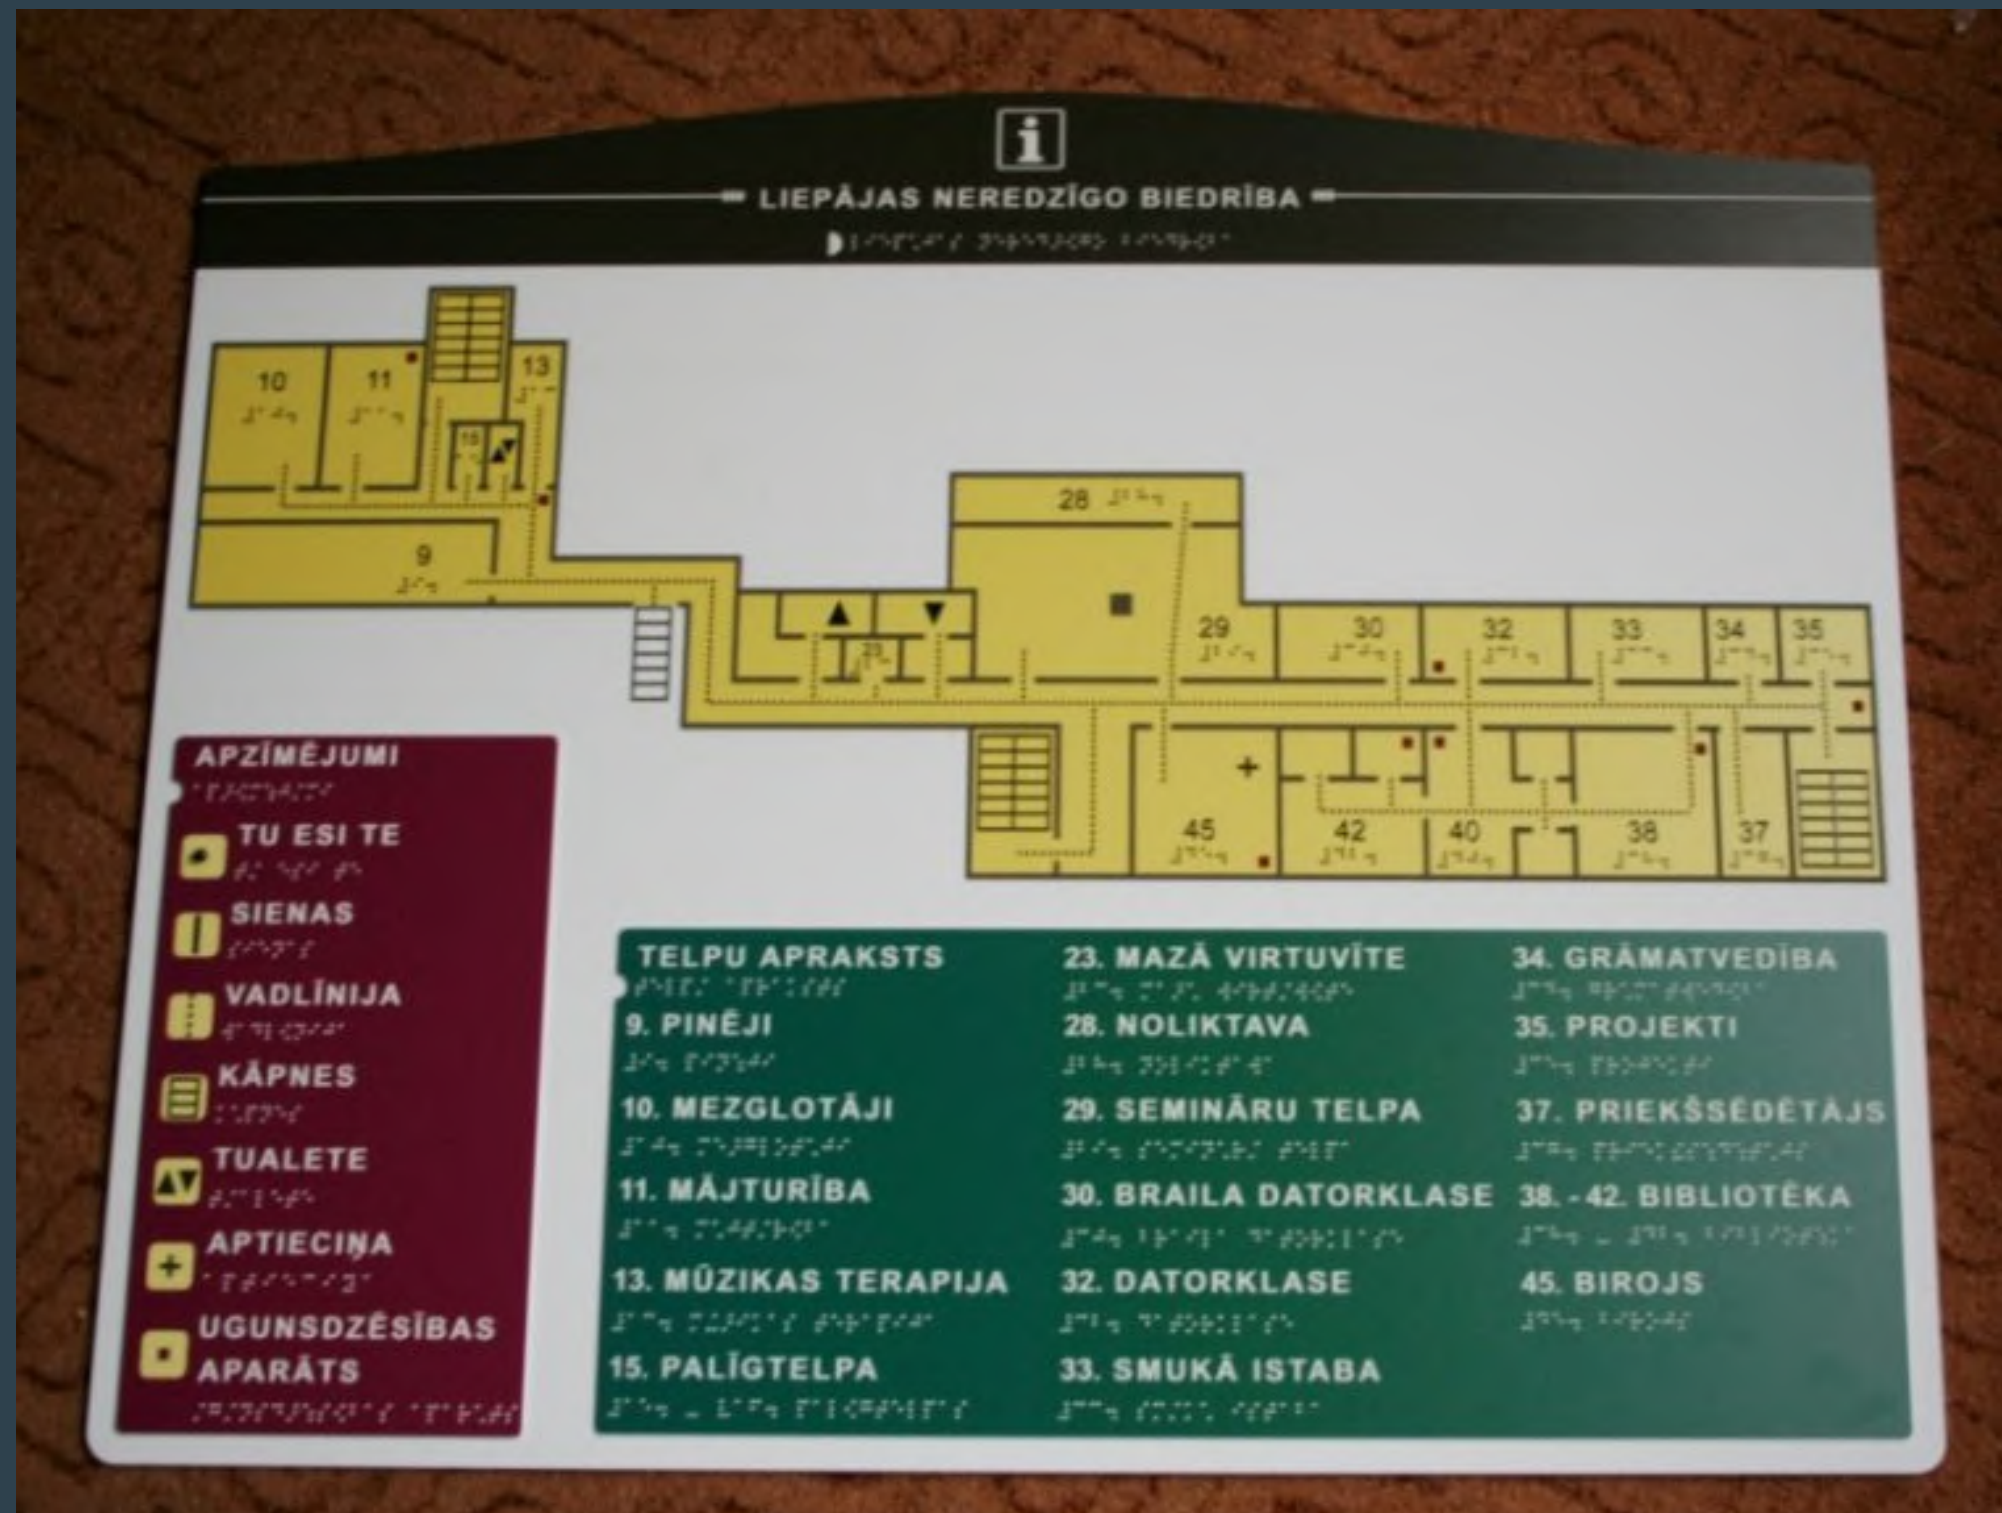 LIEPĀJAS NEREDZĪGO BIEDRĪBA
10
11
13
15
9
28
23
29
30
32
33
34
35
45
42
40
38
37
APZĪMĒJUMI
TU ESI TE
SIENAS
VADLĪNIJA
KĀPNES
TUALETE
APTIECIŅA
UGUNSDZĒSĪBAS
APARĀTS
TELPU APRAKSTS
9. PINĒJI
10. MEZGLOTĀJI
11. MĀJTURĪBA
13. MŪZIKAS TERAPIJA
15. PALĪGTELPA
23. MAZĀ VIRTUVĪTE
28. NOLIKTAVA
29. SEMINĀRU TELPA
30. BRAILA DATORKLASE
32. DATORKLASE
33. SMUKĀ ISTABA
34. GRĀMATVEDĪBA
35. PROJEKTI
37. PRIEKŠSĒDĒTĀJS
38.-42. BIBLIOTĒKA
45. BIROJS